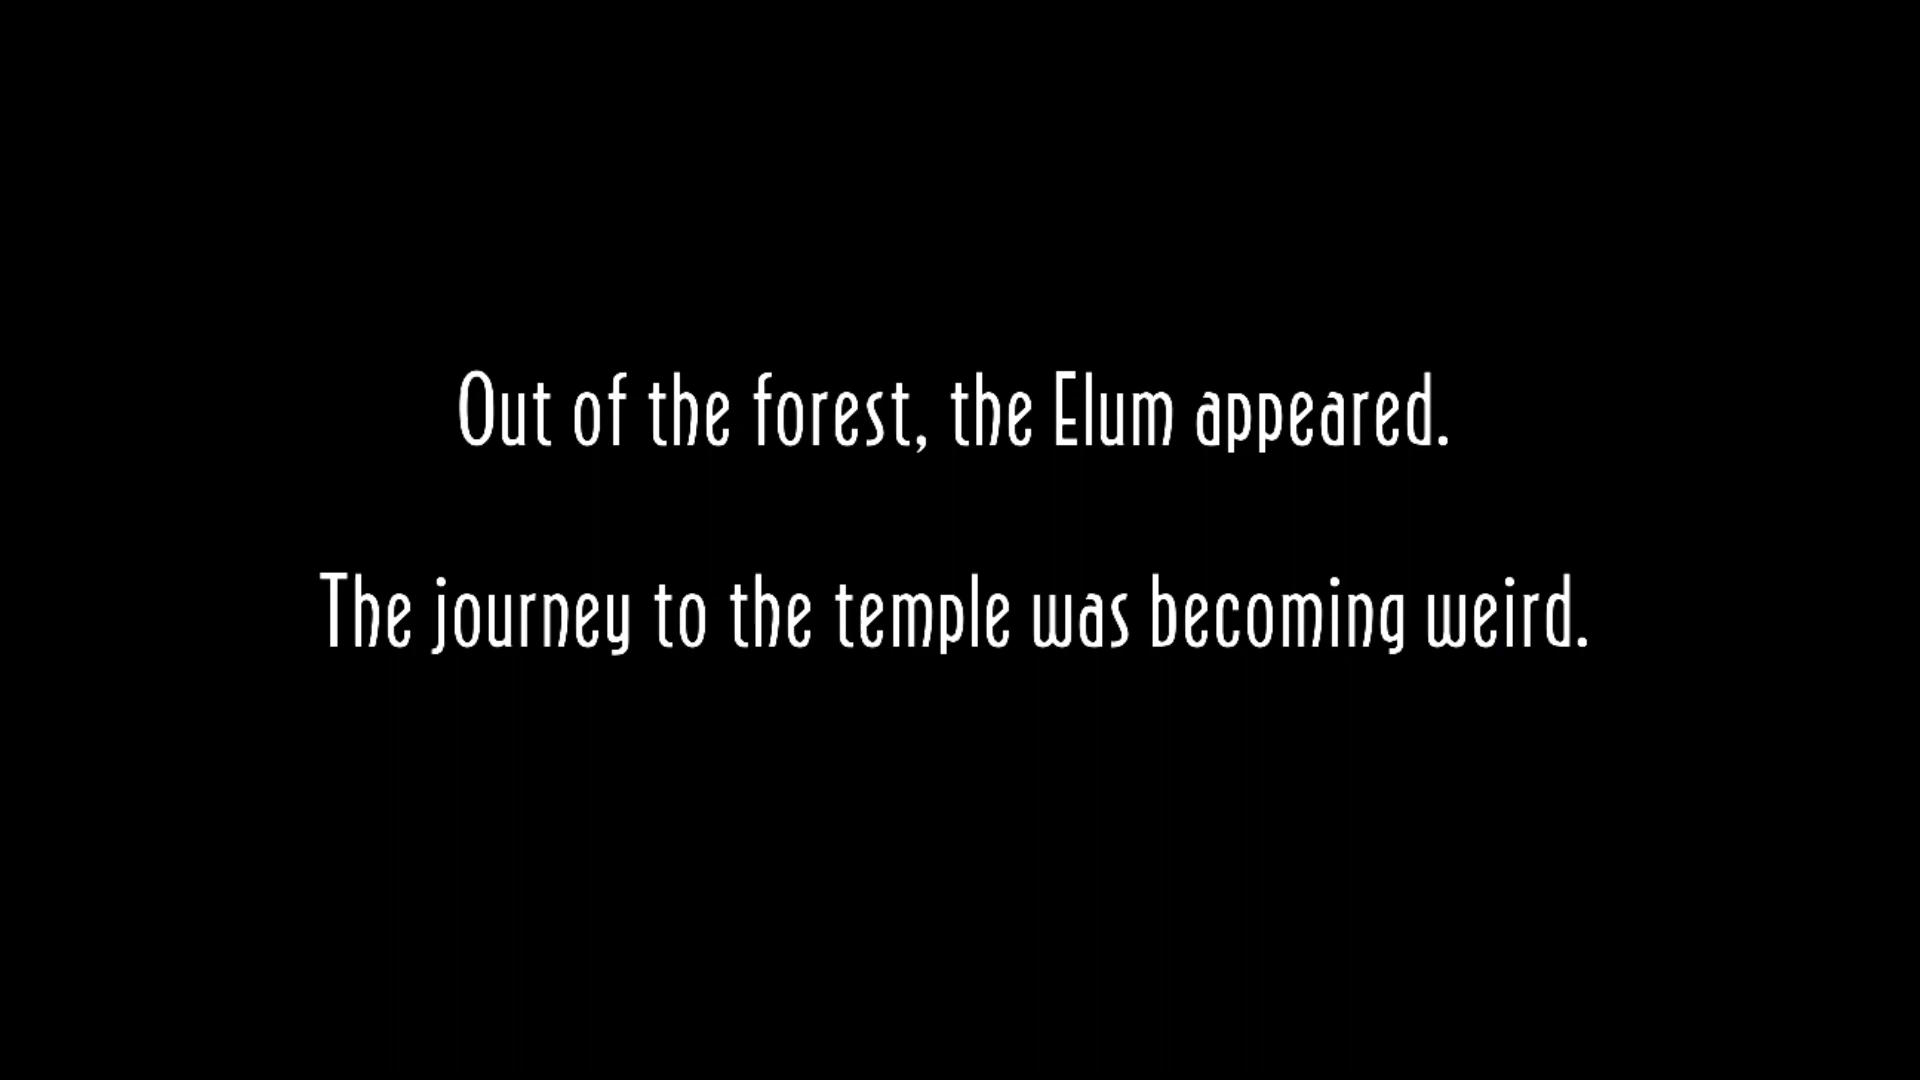 Out of the forest, the Elum appeared.
The journey to the temple was becoming weird.